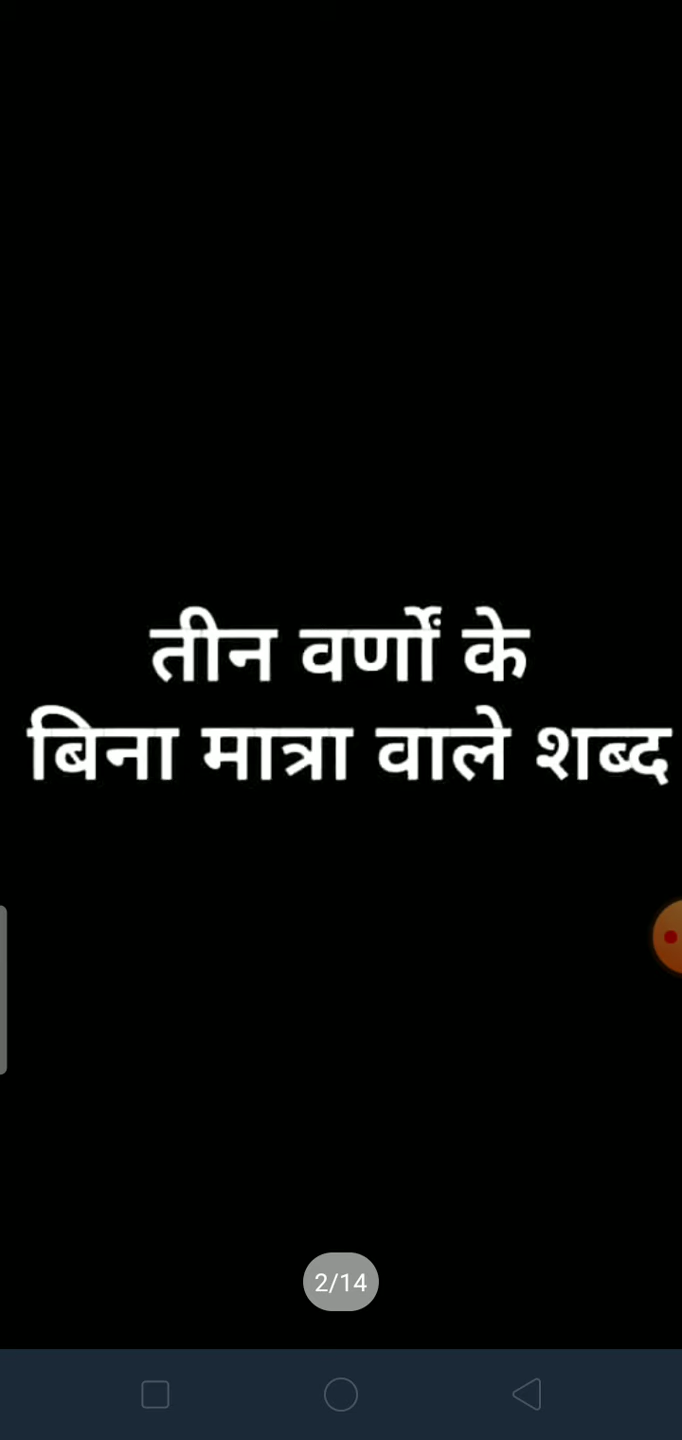 तीन वर्णों के
बिना मात्रा वाले शब्द
2/14